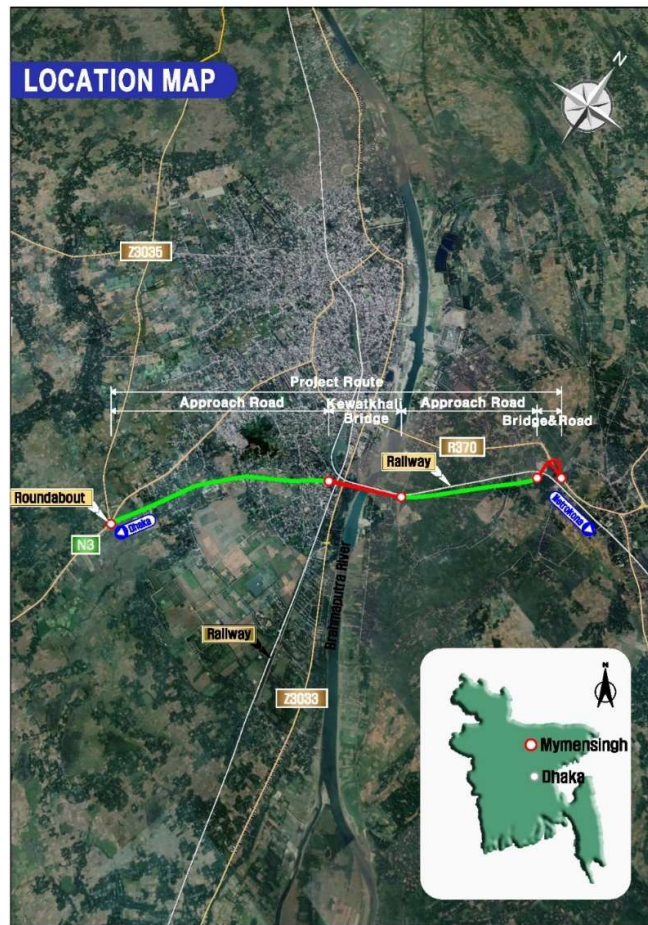 LOCATION MAP
N
Z3035
Project Route
Approach Road
Kewatkhali
Bridge
Approach Road
Bridge&Road
R370
Railway
Roundabout
Dhaka
N3
Netrokona
Brahmaputra River
Railway
Z3033
N
Mymensingh
Dhaka